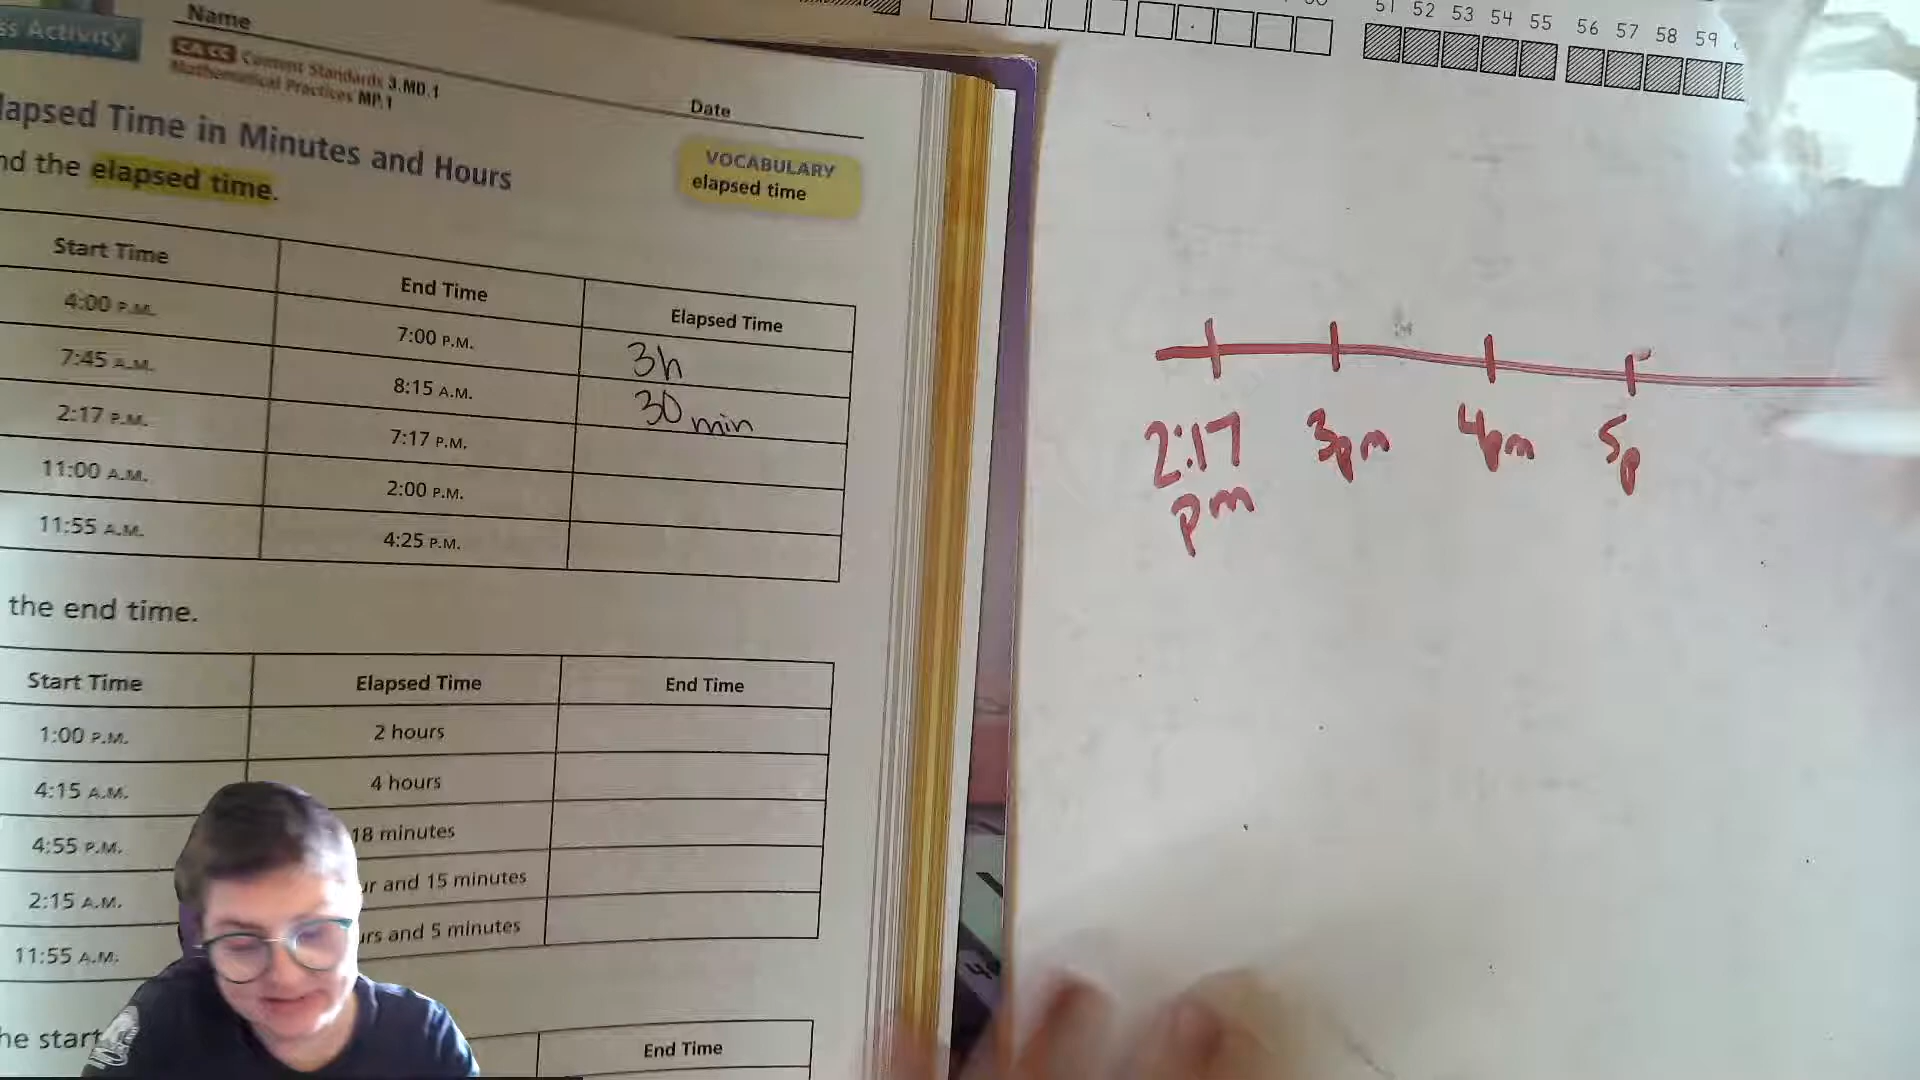 51 52 53 54 55 56 57 58 59
ss Activity
Name
CA CC Content Standards 3.MD.1
Mathematical Practices MP.1
Date
lapsed Time in Minutes and Hours
nd the elapsed time.
VOCABULARY
elapsed time
Start Time End Time Elapsed Time
4:00 P.M. 7:00 P.M. 3h
7:45 A.M. 8:15 A.M. 30 min
2:17 P.M. 7:17 P.M.
11:00 A.M. 2:00 P.M.
11:55 A.M. 4:25 P.M.
the end time.
Start Time Elapsed Time End Time
1:00 P.M. 2 hours
4:15 A.M. 4 hours
4:55 P.M. 18 minutes
2:15 A.M. ur and 15 minutes
11:55 A.M. urs and 5 minutes
he start
End Time
2:17 pm
3pm
4pm
5p